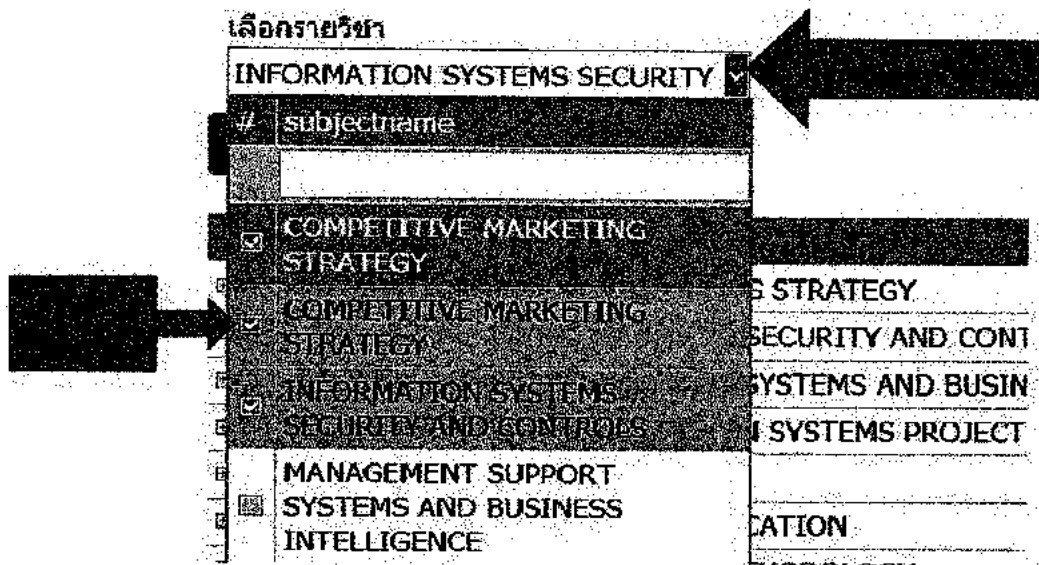 เลือกรายวิชา
INFORMATION SYSTEMS SECURITY
# subjectname
COMPETITIVE MARKETING
STRATEGY
COMPETITIVE MARKETING
STRATEGY
INFORMATION SYSTEMS
SECURITY AND CONTROLS
MANAGEMENT SUPPORT
SYSTEMS AND BUSINESS
INTELLIGENCE
G STRATEGY
SECURITY AND CONT
SYSTEMS AND BUSIN
N SYSTEMS PROJECT
CATION